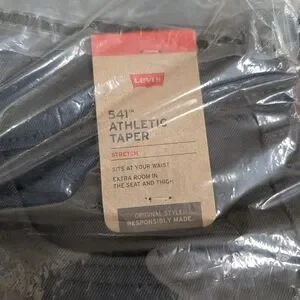 Levi's
541™
ATHLETIC
TAPER
STRETCH
SITS AT YOUR WAIST
EXTRA ROOM IN
THE SEAT AND THIGH
ORIGINAL STYLE
RESPONSIBLY MADE.